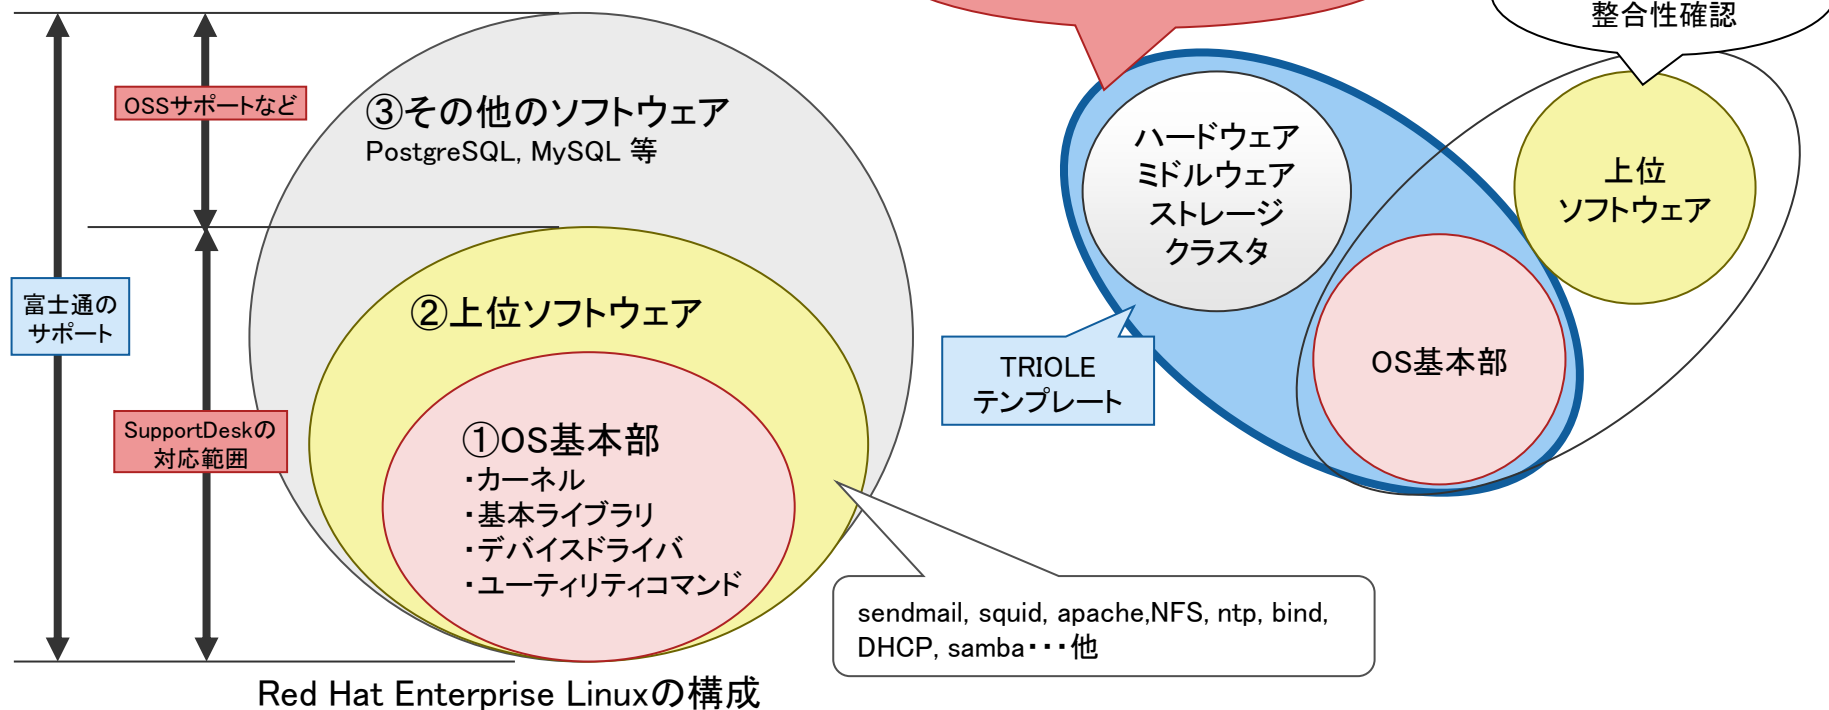 整合性確認
OSSサポートなど
③その他のソフトウェア
PostgreSQL, MySQL 等
ハードウェア
ミドルウェア
ストレージ
クラスタ
上位
ソフトウェア
富士通の
サポート
②上位ソフトウェア
TRIOLE
テンプレート
OS基本部
SupportDeskの
対応範囲
①OS基本部
・カーネル
・基本ライブラリ
・デバイスドライバ
・ユーティリティコマンド
sendmail, squid, apache,NFS, ntp, bind,
DHCP, samba・・・他
Red Hat Enterprise Linuxの構成